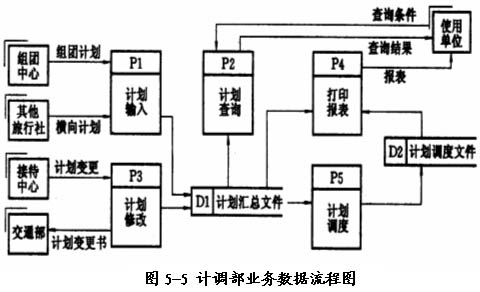 查询条件
使用
单位
查询结果
报表
组团
中心
组团计划
P1
计划
输入
P2
计划
查询
P4
打印
报表
其他
旅行社
横向计划
接待
中心
计划变更
P3
计划
修改
D1 计划汇总文件
P5
计划
调度
D2 计划调度文件
交通部
计划变更书
图 5-5 计调部业务数据流程图